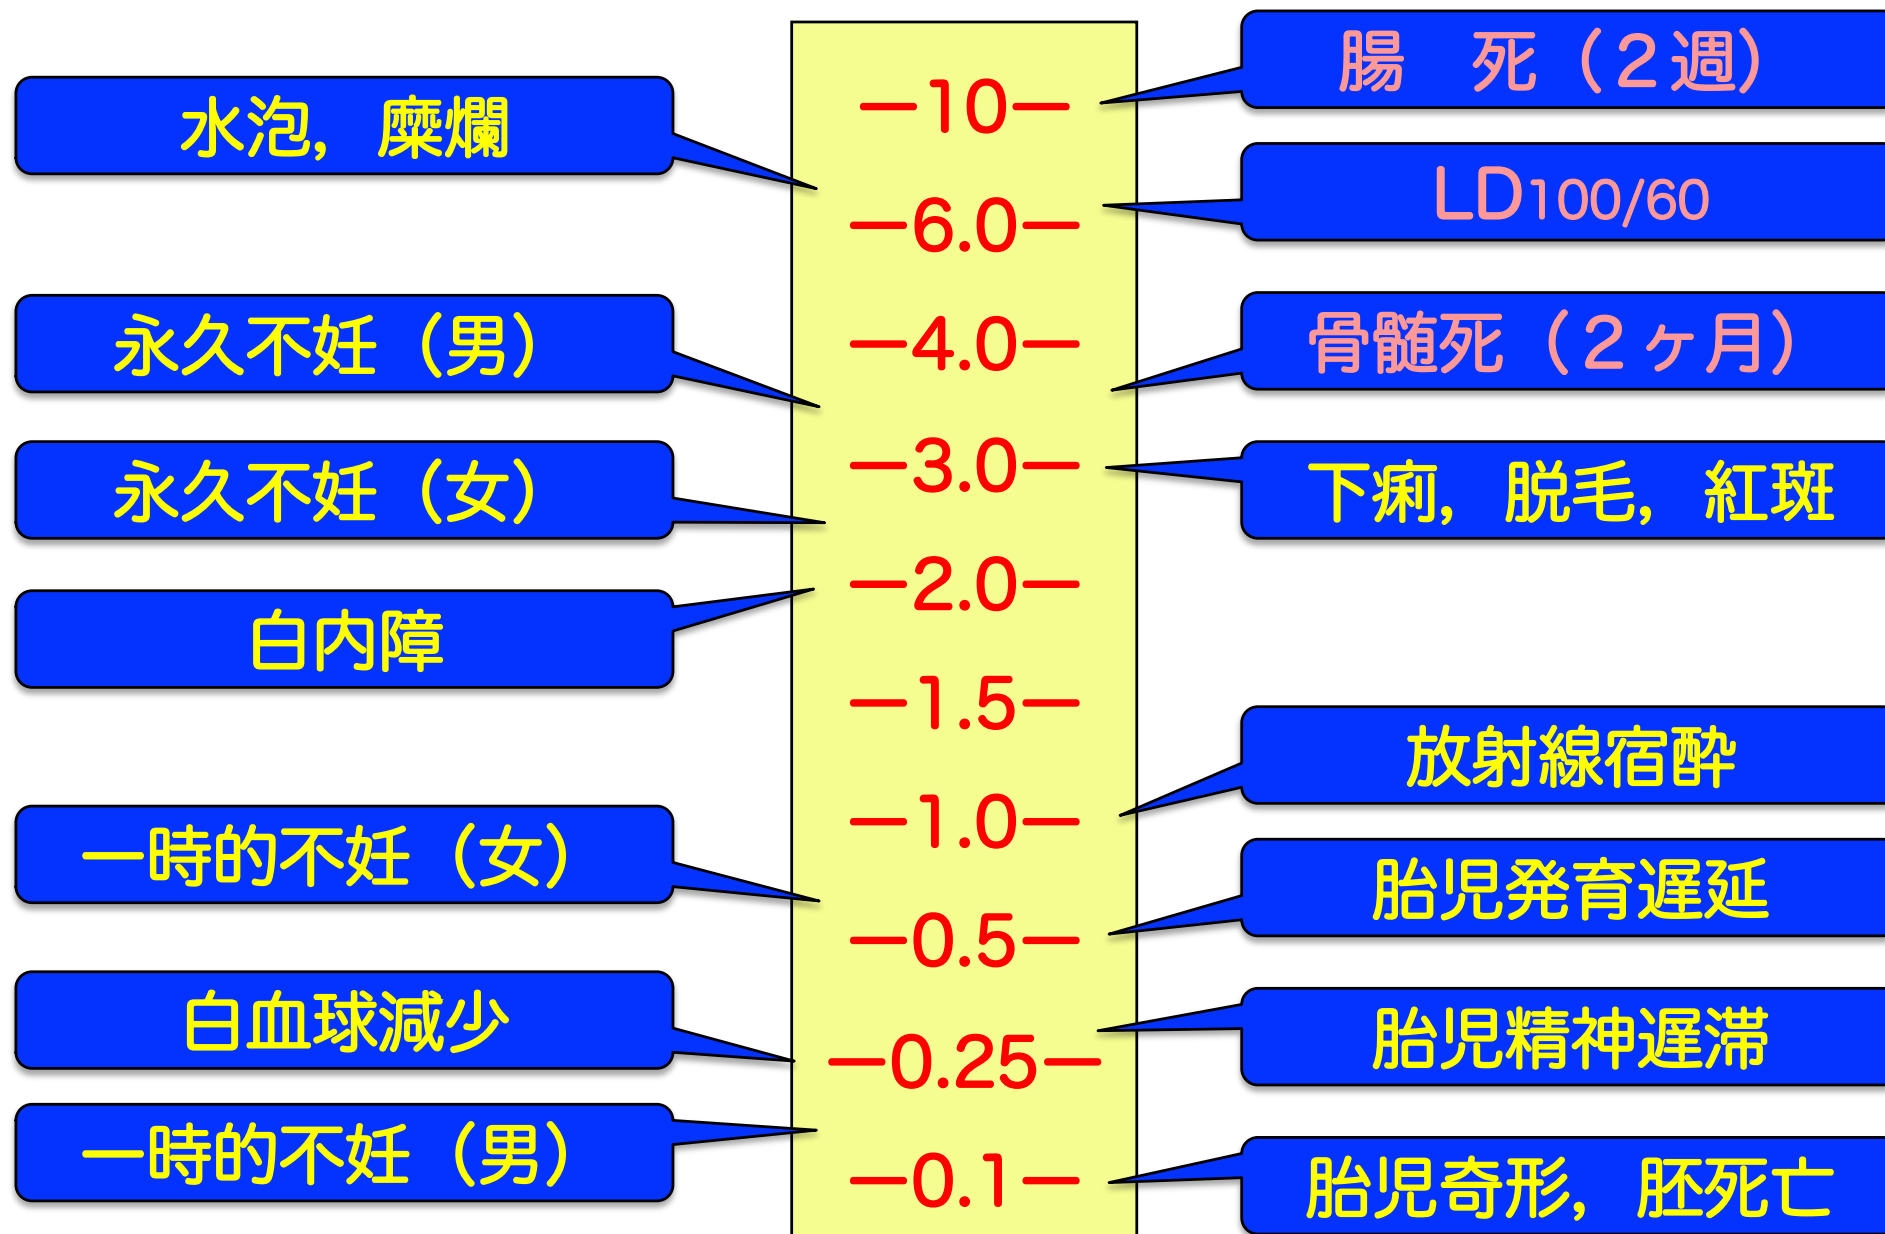 水泡，糜爛
永久不妊（男）
永久不妊（女）
白内障
一時的不妊（女）
白血球減少
一時的不妊（男）
—10—
—6.0—
—4.0—
—3.0—
—2.0—
—1.5—
—1.0—
—0.5—
—0.25—
—0.1—
腸　死（２週）
LD100/60
骨髄死（２ヶ月）
下痢，脱毛，紅斑
放射線宿酔
胎児発育遅延
胎児精神遅滞
胎児奇形，胚死亡